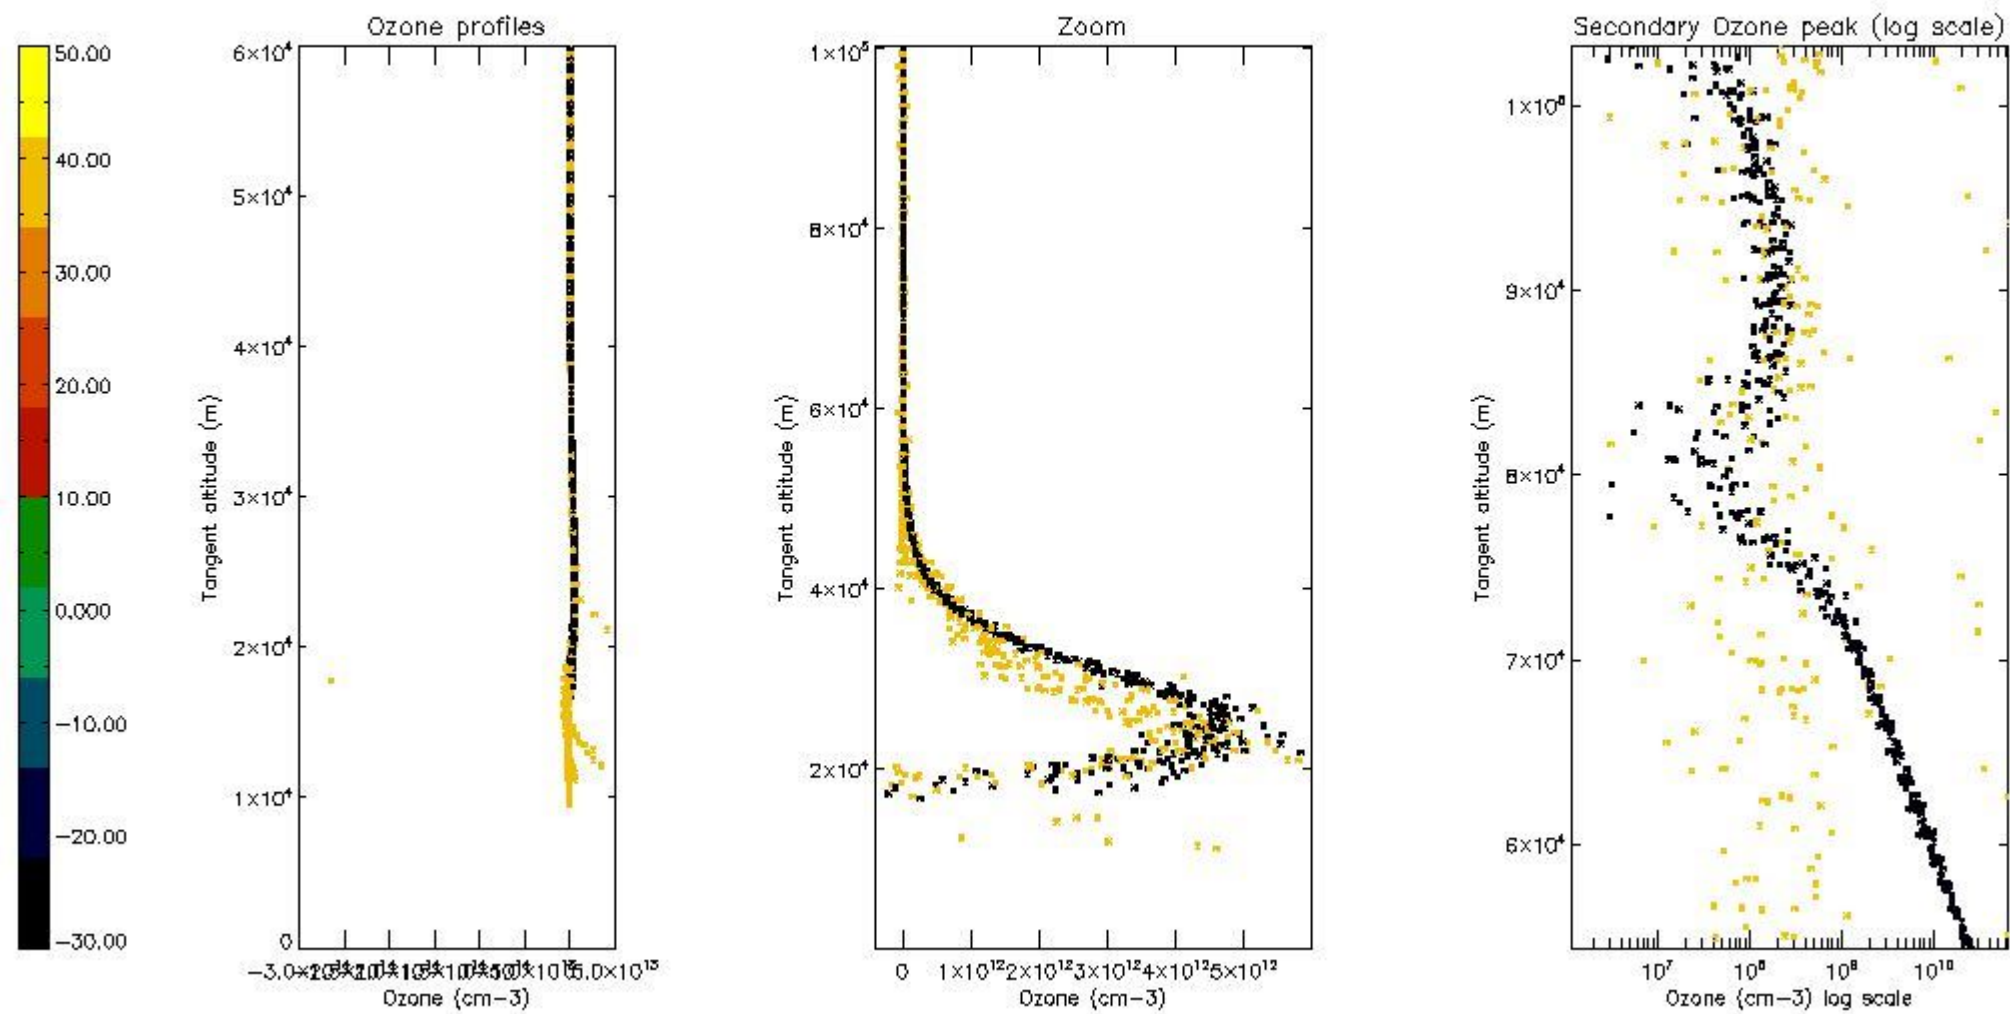 Ozone profiles
Zoom
Secondary Ozone peak (log scale)
50.00
40.00
30.00
20.00
10.00
0.000
−10.00
−20.00
−30.00
6×10⁴
5×10⁴
4×10⁴
3×10⁴
2×10⁴
1×10⁴
0
Tangent altitude (m)
5.0×10¹³
Ozone (cm−3)
1×10⁵
8×10⁴
6×10⁴
4×10⁴
2×10⁴
Tangent altitude (m)
0 1×10¹² 2×10¹² 3×10¹² 4×10¹² 5×10¹²
Ozone (cm−3)
1×10⁵
9×10⁴
8×10⁴
7×10⁴
6×10⁴
Tangent altitude (m)
10⁷ 10⁸ 10⁹ 10¹⁰
Ozone (cm−3) log scale